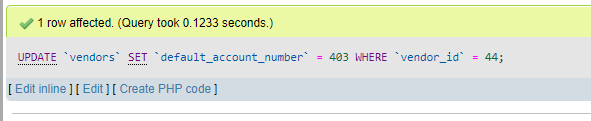 1 row affected. (Query took 0.1233 seconds.)
UPDATE `vendors` SET `default_account_number` = 403 WHERE `vendor_id` = 44;
[ Edit inline ] [ Edit ] [ Create PHP code ]